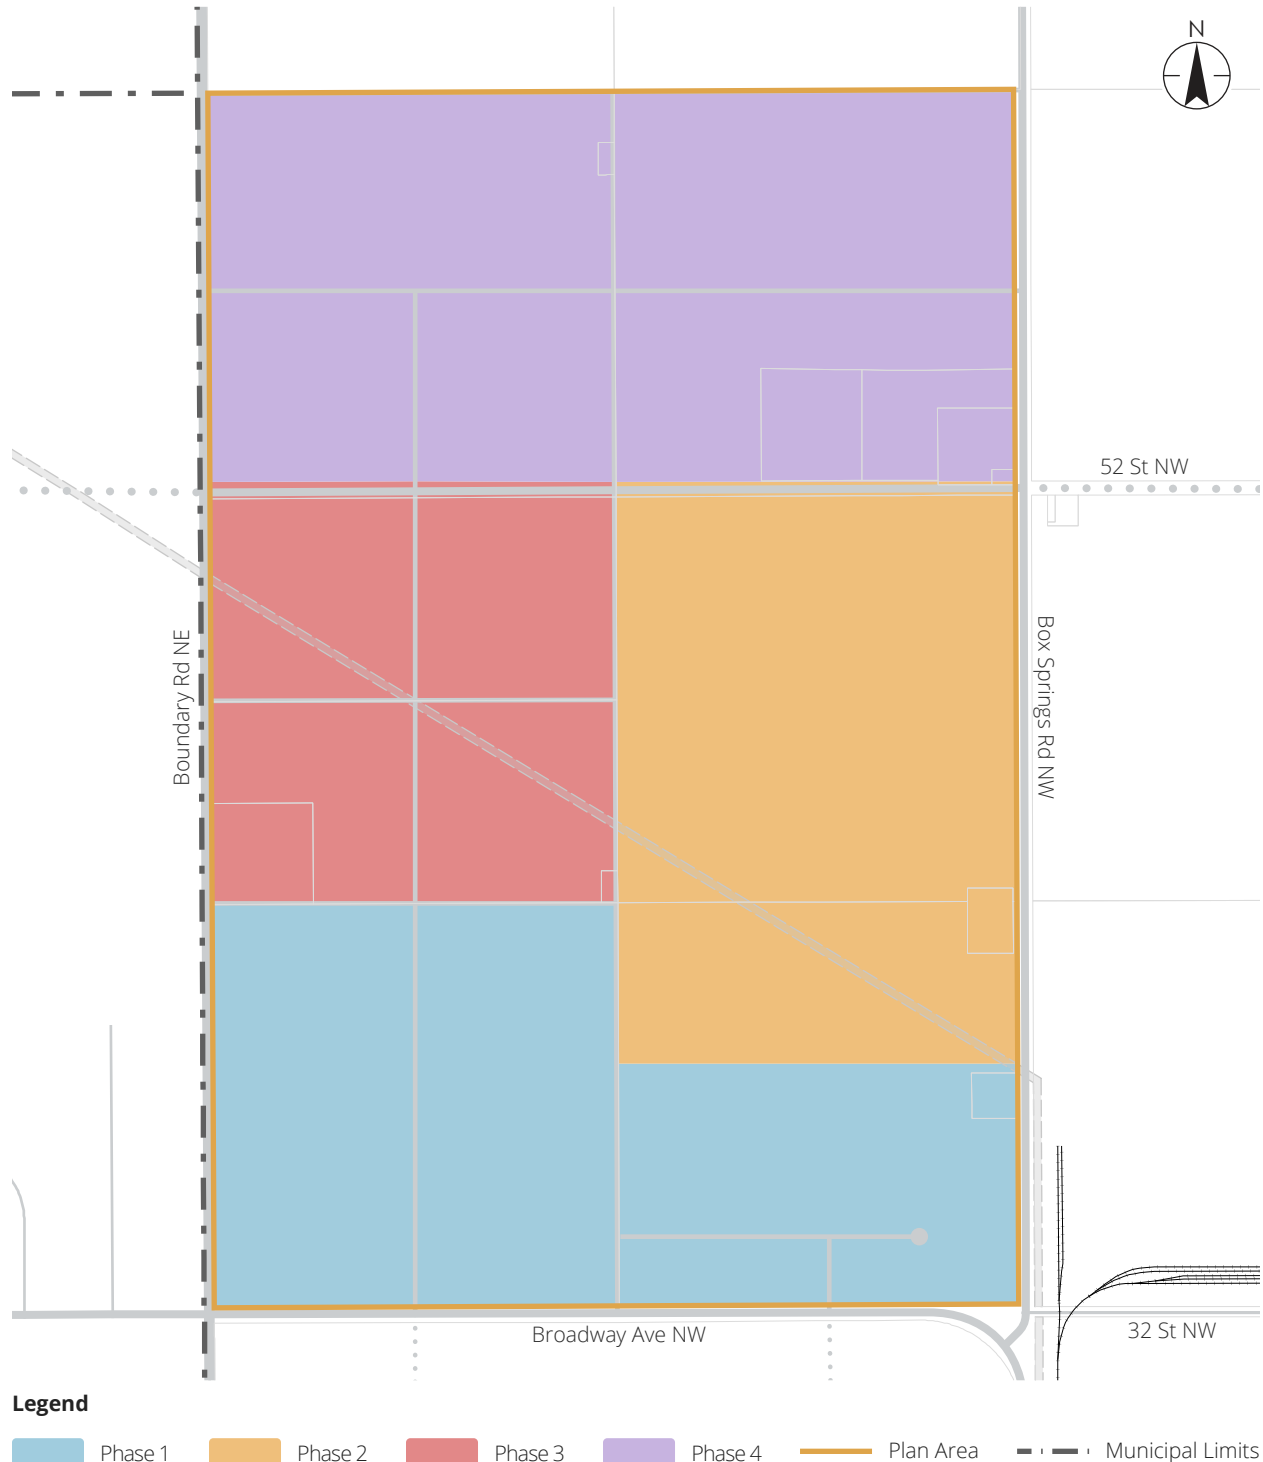 N
52 St NW
Boundary Rd NE
Box Springs Rd NW
Broadway Ave NW
32 St NW
Legend
Phase 1
Phase 2
Phase 3
Phase 4
Plan Area
Municipal Limits